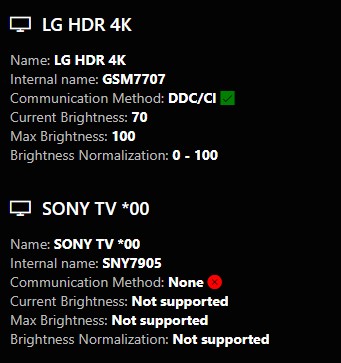 LG HDR 4K
Name: LG HDR 4K
Internal name: GSM7707
Communication Method: DDC/CI
Current Brightness: 70
Max Brightness: 100
Brightness Normalization: 0 - 100
SONY TV *00
Name: SONY TV *00
Internal name: SNY7905
Communication Method: None
Current Brightness: Not supported
Max Brightness: Not supported
Brightness Normalization: Not supported